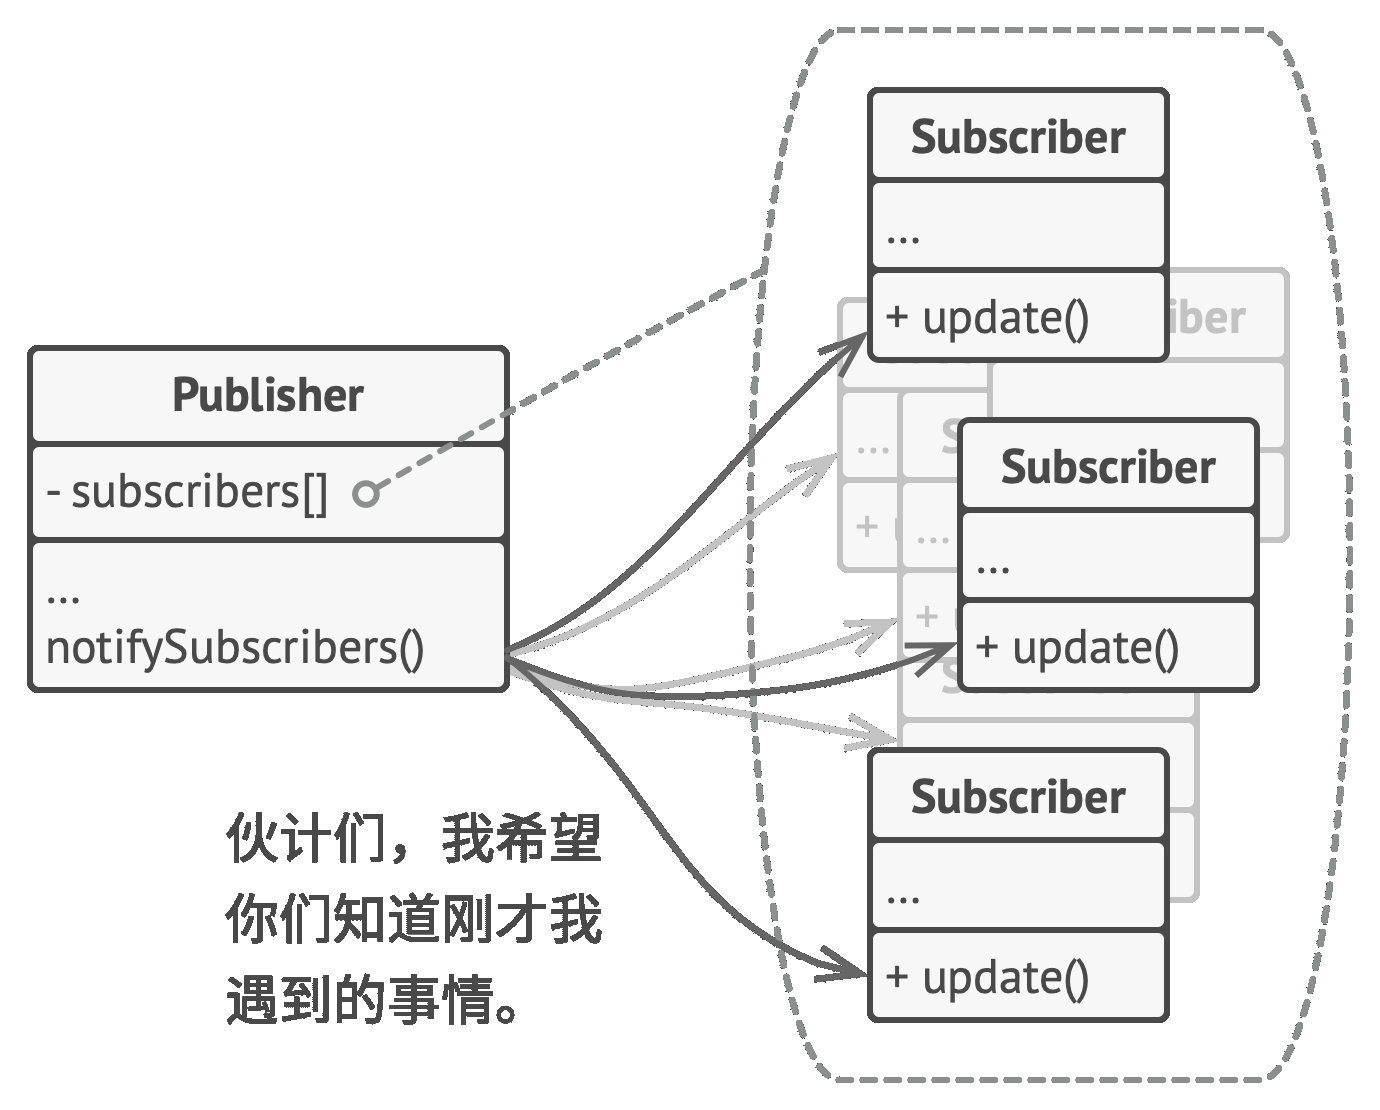 Publisher
- subscribers[]
...
notifySubscribers()
伙计们，我希望
你们知道刚才我
遇到的事情。
Subscriber
...
+ update()
iber
...
+
S
...
+
Subscriber
...
+ update()
S
Subscriber
...
+ update()